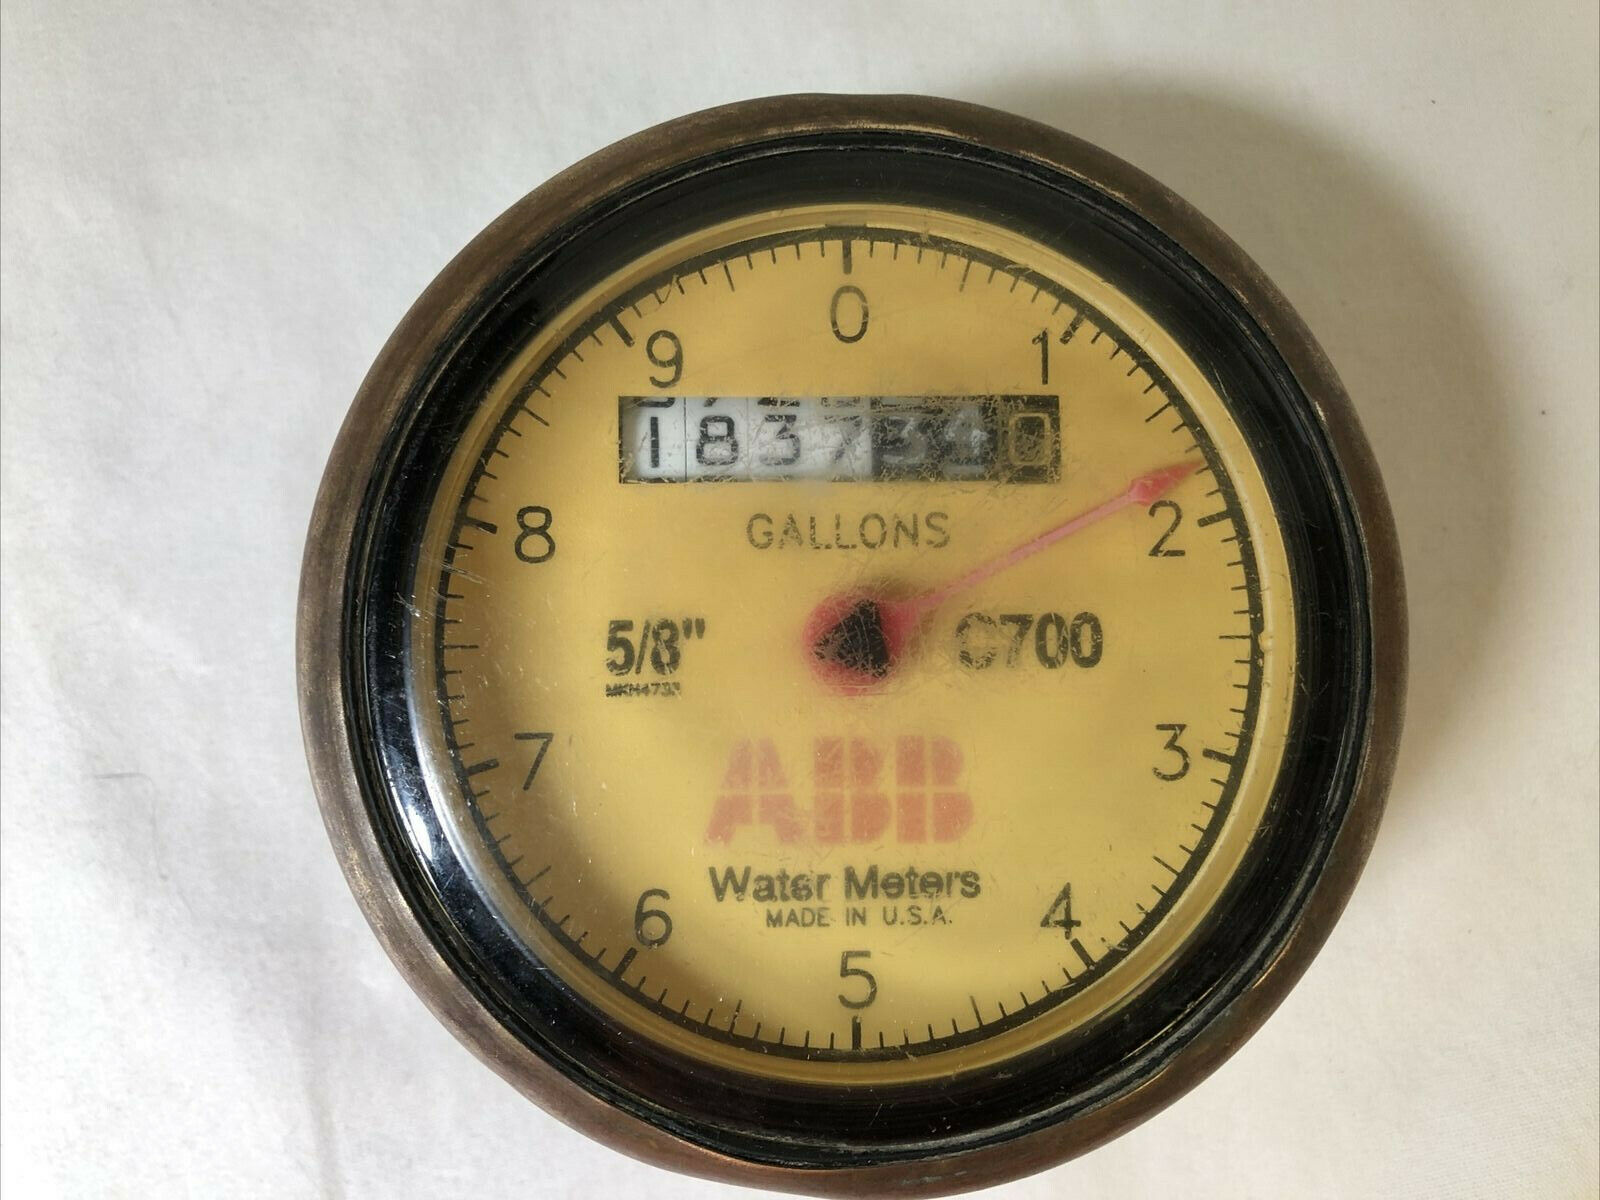 0
9 1
1837340
8 GALLONS 2
5/8" C700
7 3
ABB
Water Meters
6 MADE IN U.S.A. 4
5